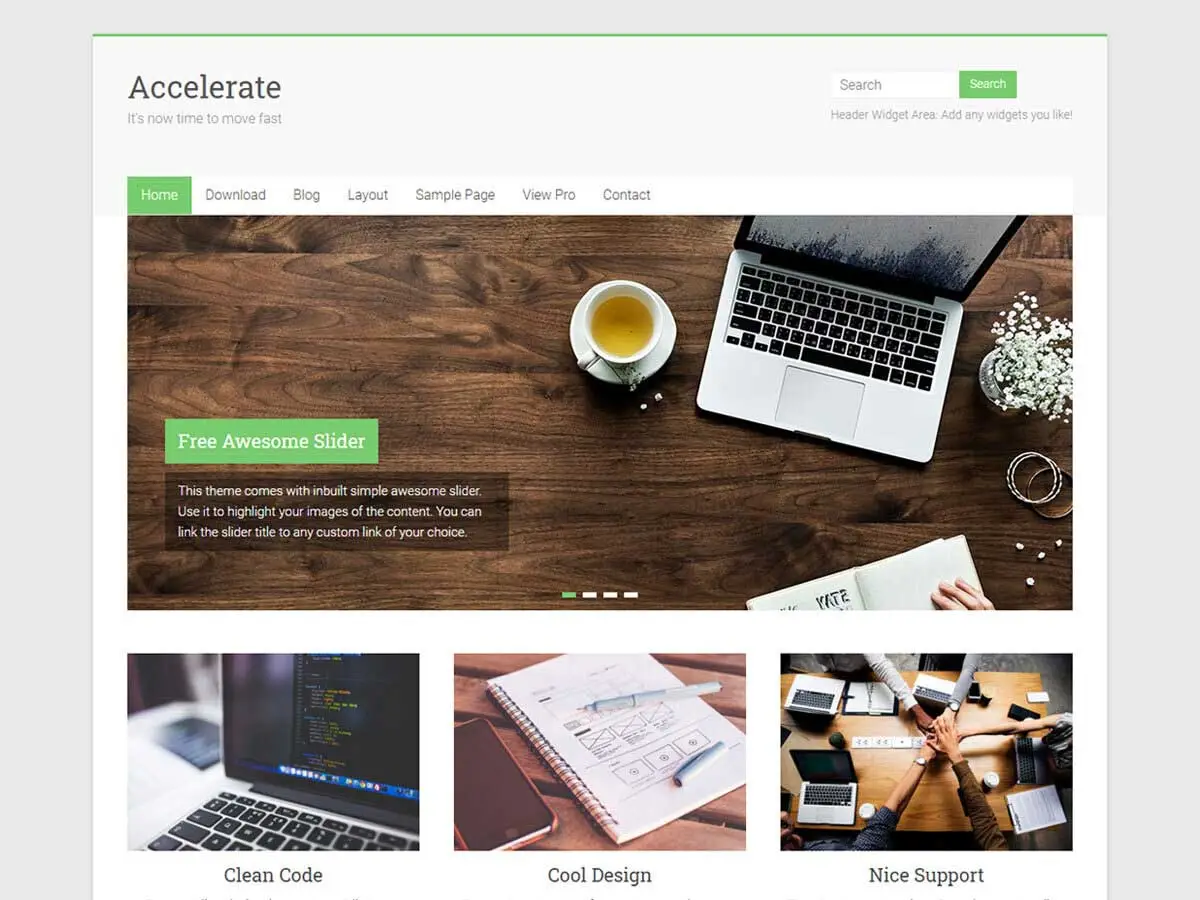 Accelerate
It's now time to move fast
Search
Search
Header Widget Area: Add any widgets you like!
Home
Download
Blog
Layout
Sample Page
View Pro
Contact
Free Awesome Slider
This theme comes with inbuilt simple awesome slider.
Use it to highlight your images of the content. You can
link the slider title to any custom link of your choice.
Clean Code
Cool Design
Nice Support